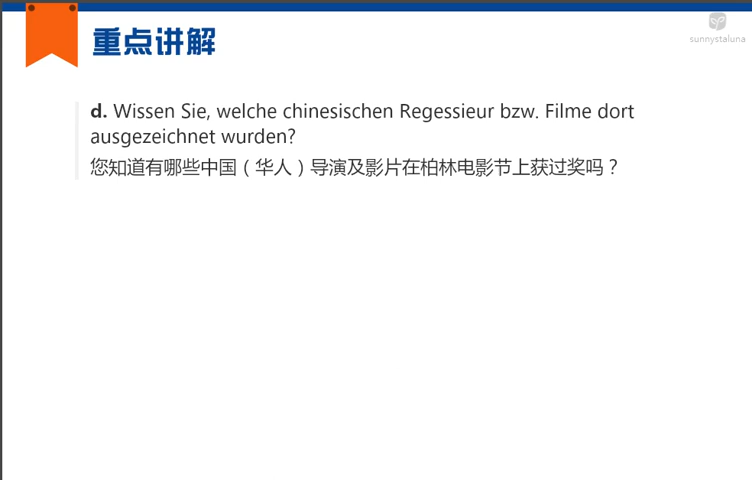 重点讲解
sunnystaluna
d. Wissen Sie, welche chinesischen Regessieur bzw. Filme dort
ausgezeichnet wurden?
您知道有哪些中国（华人）导演及影片在柏林电影节上获过奖吗？